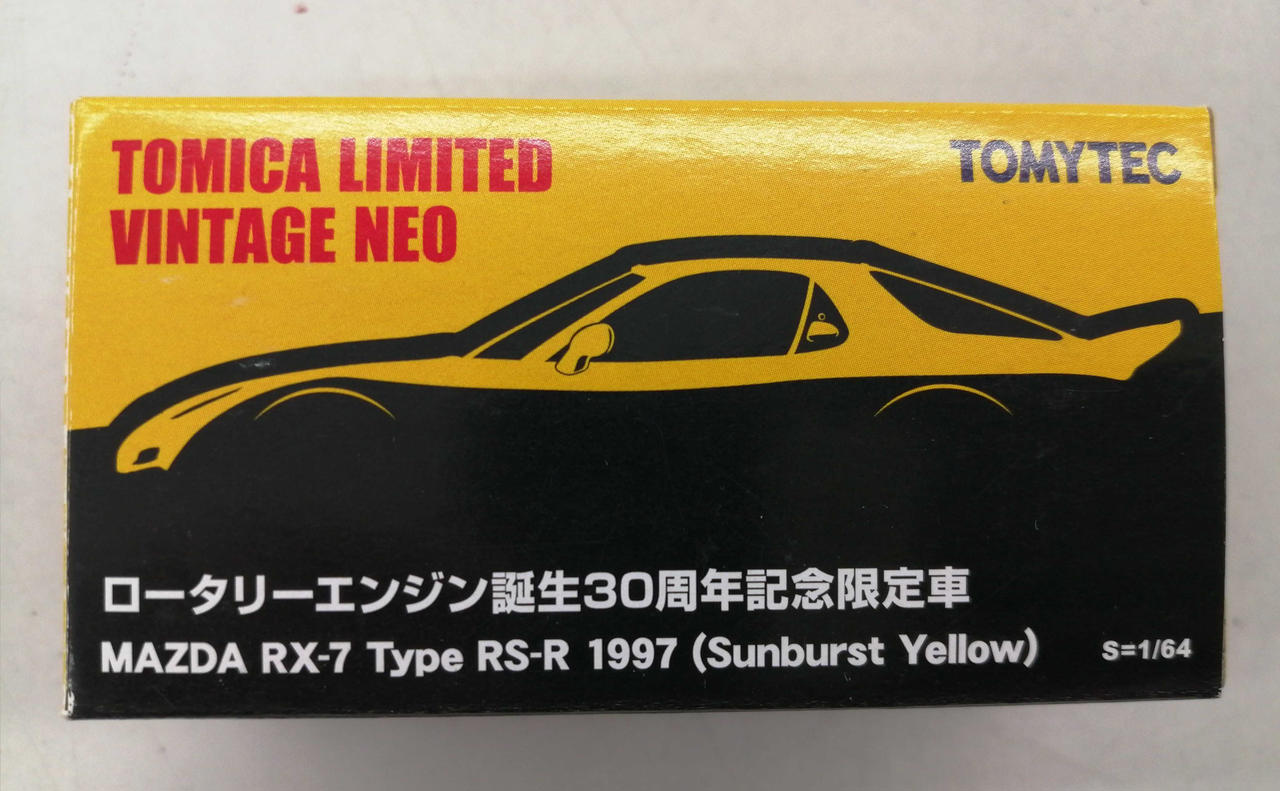 TOMICA LIMITED
VINTAGE NEO
TOMYTEC
ロータリーエンジン誕生30周年記念限定車
MAZDA RX-7 Type RS-R 1997 (Sunburst Yellow)
S=1/64